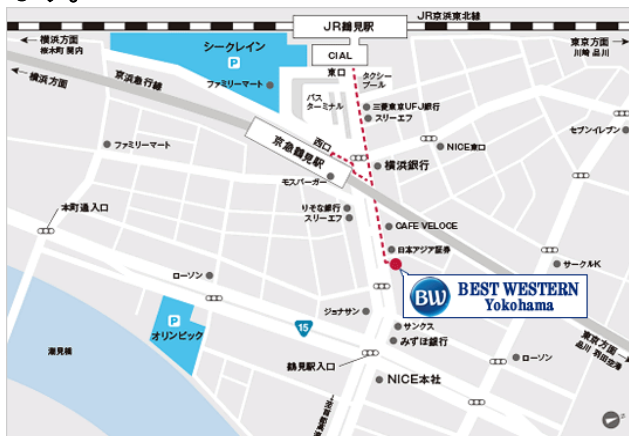 JR京浜東北線
JR鶴見駅
横浜方面
桜木町 関内
シークレイン
P
CIAL
東口
東京方面
川崎 品川
横浜方面
京浜急行線
ファミリーマート
タクシー
プール
バス
ターミナル
三菱東京UFJ銀行
スリーエフ
セブンイレブン
西口
京急鶴見駅
NICE東口
ファミリーマート
横浜銀行
モスバーガー
本町通入口
りそな銀行
スリーエフ
CAFE VELOCE
日本アジア証券
サークルK
ローソン
BW
BEST WESTERN
Yokohama
P
オリンピック
15
ジョナサン
サンクス
みずほ銀行
潮見橋
鶴見駅入口
ローソン
東京方面
品川 羽田空港
NICE本社